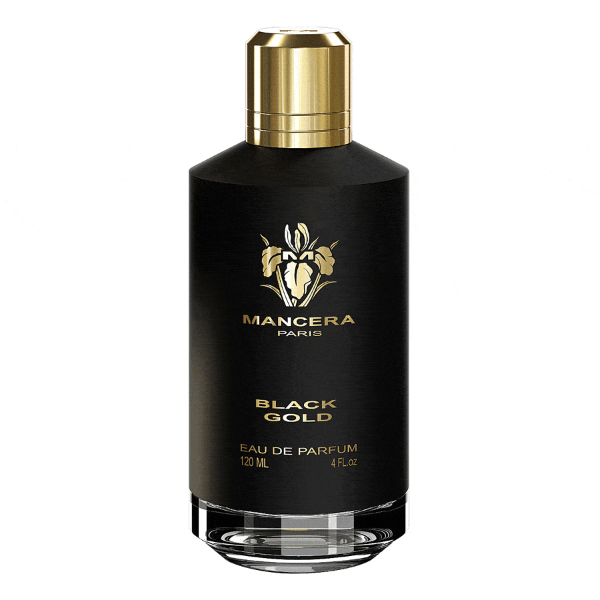 M
MANCERA
PARIS
BLACK
GOLD
EAU DE PARFUM
120 ML 4 FL.oz